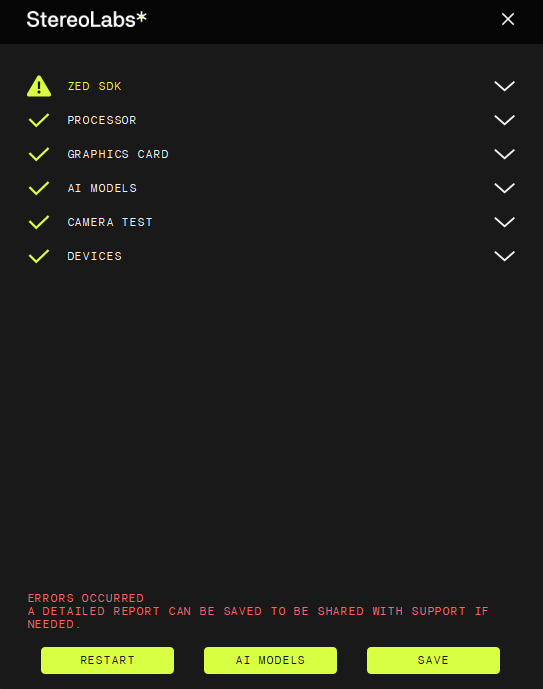 StereoLabs*
ZED SDK
PROCESSOR
GRAPHICS CARD
AI MODELS
CAMERA TEST
DEVICES
ERRORS OCCURRED
A DETAILED REPORT CAN BE SAVED TO BE SHARED WITH SUPPORT IF
NEEDED.
RESTART
AI MODELS
SAVE